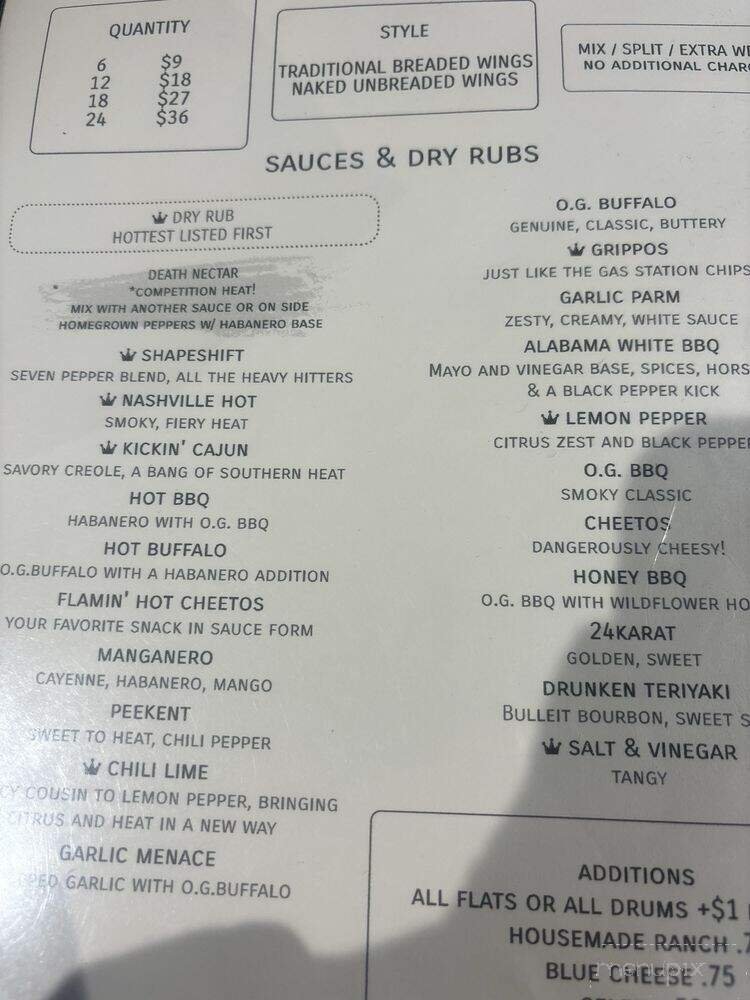 QUANTITY
6 $9
12 $18
18 $27
24 $36
STYLE
TRADITIONAL BREADED WINGS
NAKED UNBREADED WINGS
MIX / SPLIT / EXTRA
NO ADDITIONAL
SAUCES & DRY RUBS
DRY RUB
HOTTEST LISTED FIRST
DEATH NECTAR
*COMPETITION HEAT!
MIX WITH ANOTHER SAUCE OR ON SIDE
HOMEGROWN PEPPERS W/ HABANERO BASE
SHAPESHIFT
SEVEN PEPPER BLEND, ALL THE HEAVY HITTERS
NASHVILLE HOT
SMOKY, FIERY HEAT
KICKIN' CAJUN
SAVORY CREOLE, A BANG OF SOUTHERN HEAT
HOT BBQ
HABANERO WITH O.G. BBQ
HOT BUFFALO
O.G.BUFFALO WITH A HABANERO ADDITION
FLAMIN' HOT CHEETOS
YOUR FAVORITE SNACK IN SAUCE FORM
MANGANERO
CAYENNE, HABANERO, MANGO
PEEKENT
SWEET TO HEAT, CHILI PEPPER
CHILI LIME
COUSIN TO LEMON PEPPER, BRINGING
CITRUS AND HEAT IN A NEW WAY
GARLIC MENACE
GARLIC WITH O.G.BUFFALO
O.G. BUFFALO
GENUINE, CLASSIC, BUTTERY
GRIPPOS
JUST LIKE THE GAS STATION CHIPS
GARLIC PARM
ZESTY, CREAMY, WHITE SAUCE
ALABAMA WHITE BBQ
MAYO AND VINEGAR BASE, SPICES,
& A BLACK PEPPER KICK
LEMON PEPPER
CITRUS ZEST AND BLACK PEPPER
O.G. BBQ
SMOKY CLASSIC
CHEETOS
DANGEROUSLY CHEESY!
HONEY BBQ
O.G. BBQ WITH WILDFLOWER
24KARAT
GOLDEN, SWEET
DRUNKEN TERIYAKI
BULLEIT BOURBON, SWEET
SALT & VINEGAR
TANGY
ADDITIONS
ALL FLATS OR ALL DRUMS +$1
HOUSEMADE RANCH
BLUE CHEESE .75
menupix